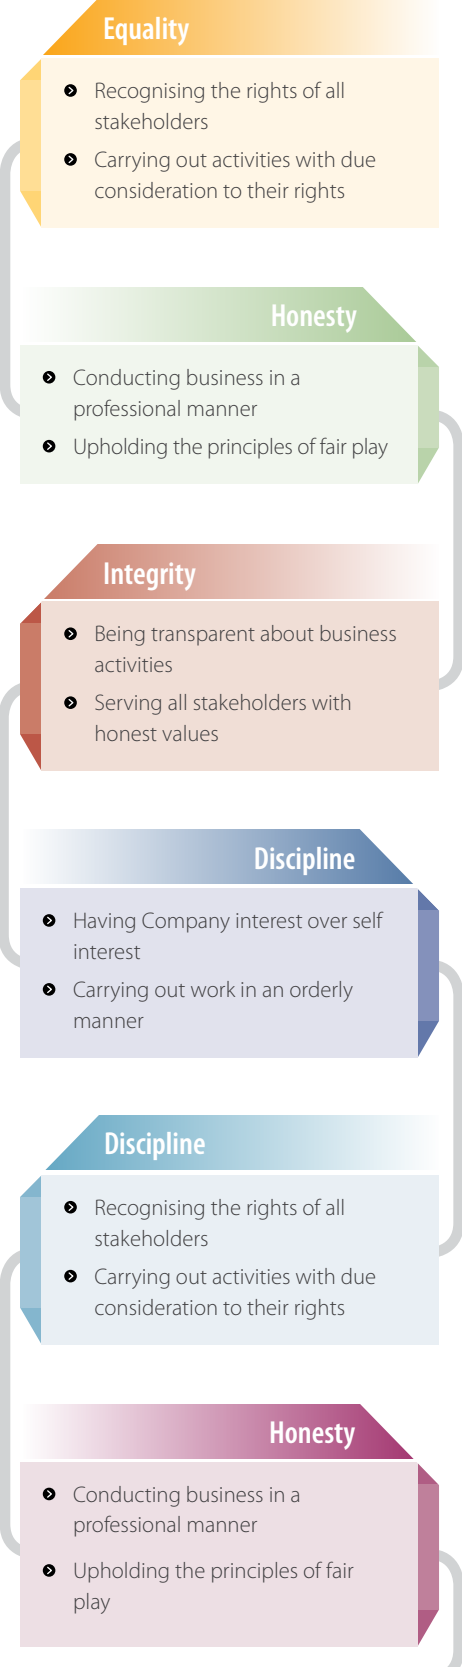 Equality
Recognising the rights of all
stakeholders
Carrying out activities with due
consideration to their rights
Honesty
Conducting business in a
professional manner
Upholding the principles of fair play
Integrity
Being transparent about business
activities
Serving all stakeholders with
honest values
Discipline
Having Company interest over self
interest
Carrying out work in an orderly
manner
Discipline
Recognising the rights of all
stakeholders
Carrying out activities with due
consideration to their rights
Honesty
Conducting business in a
professional manner
Upholding the principles of fair
play